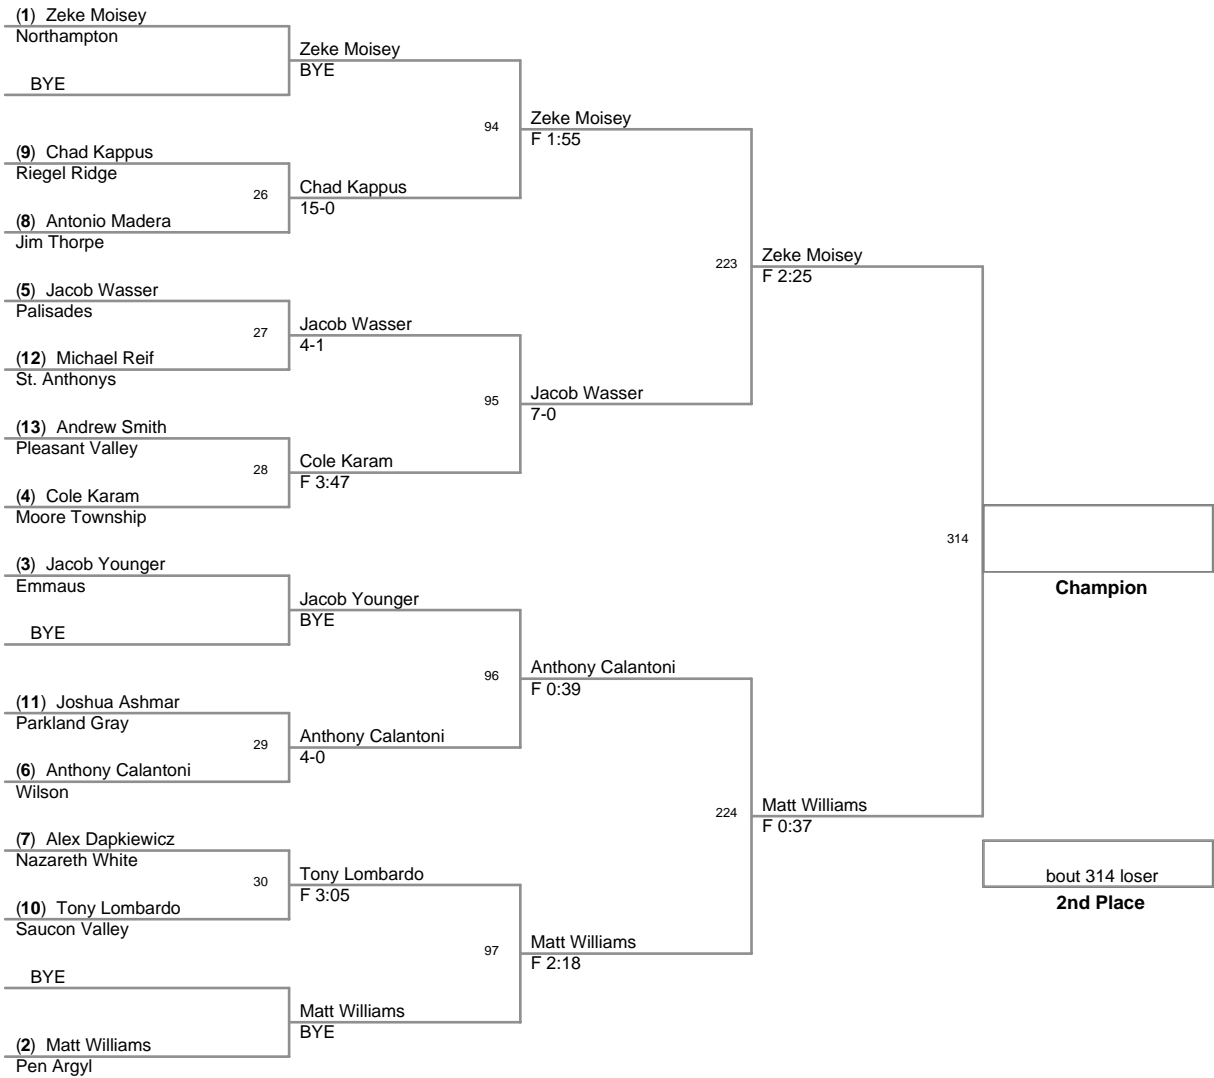 (1) Zeke Moisey
Northampton
BYE
(9) Chad Kappus
Riegel Ridge
26
(8) Antonio Madera
Jim Thorpe
(5) Jacob Wasser
Palisades
27
(12) Michael Reif
St. Anthonys
(13) Andrew Smith
Pleasant Valley
28
(4) Cole Karam
Moore Township
(3) Jacob Younger
Emmaus
BYE
(11) Joshua Ashmar
Parkland Gray
29
(6) Anthony Calantoni
Wilson
(7) Alex Dapkiewicz
Nazareth White
30
(10) Tony Lombardo
Saucon Valley
BYE
(2) Matt Williams
Pen Argyl
Zeke Moisey
BYE
94
Chad Kappus
15-0
Jacob Wasser
4-1
95
Cole Karam
F 3:47
Jacob Younger
BYE
96
Anthony Calantoni
4-0
Tony Lombardo
F 3:05
97
Matt Williams
BYE
Zeke Moisey
F 1:55
223
Jacob Wasser
7-0
Anthony Calantoni
F 0:39
224
Matt Williams
F 2:18
Zeke Moisey
F 2:25
314
Matt Williams
F 0:37
Champion
bout 314 loser
2nd Place